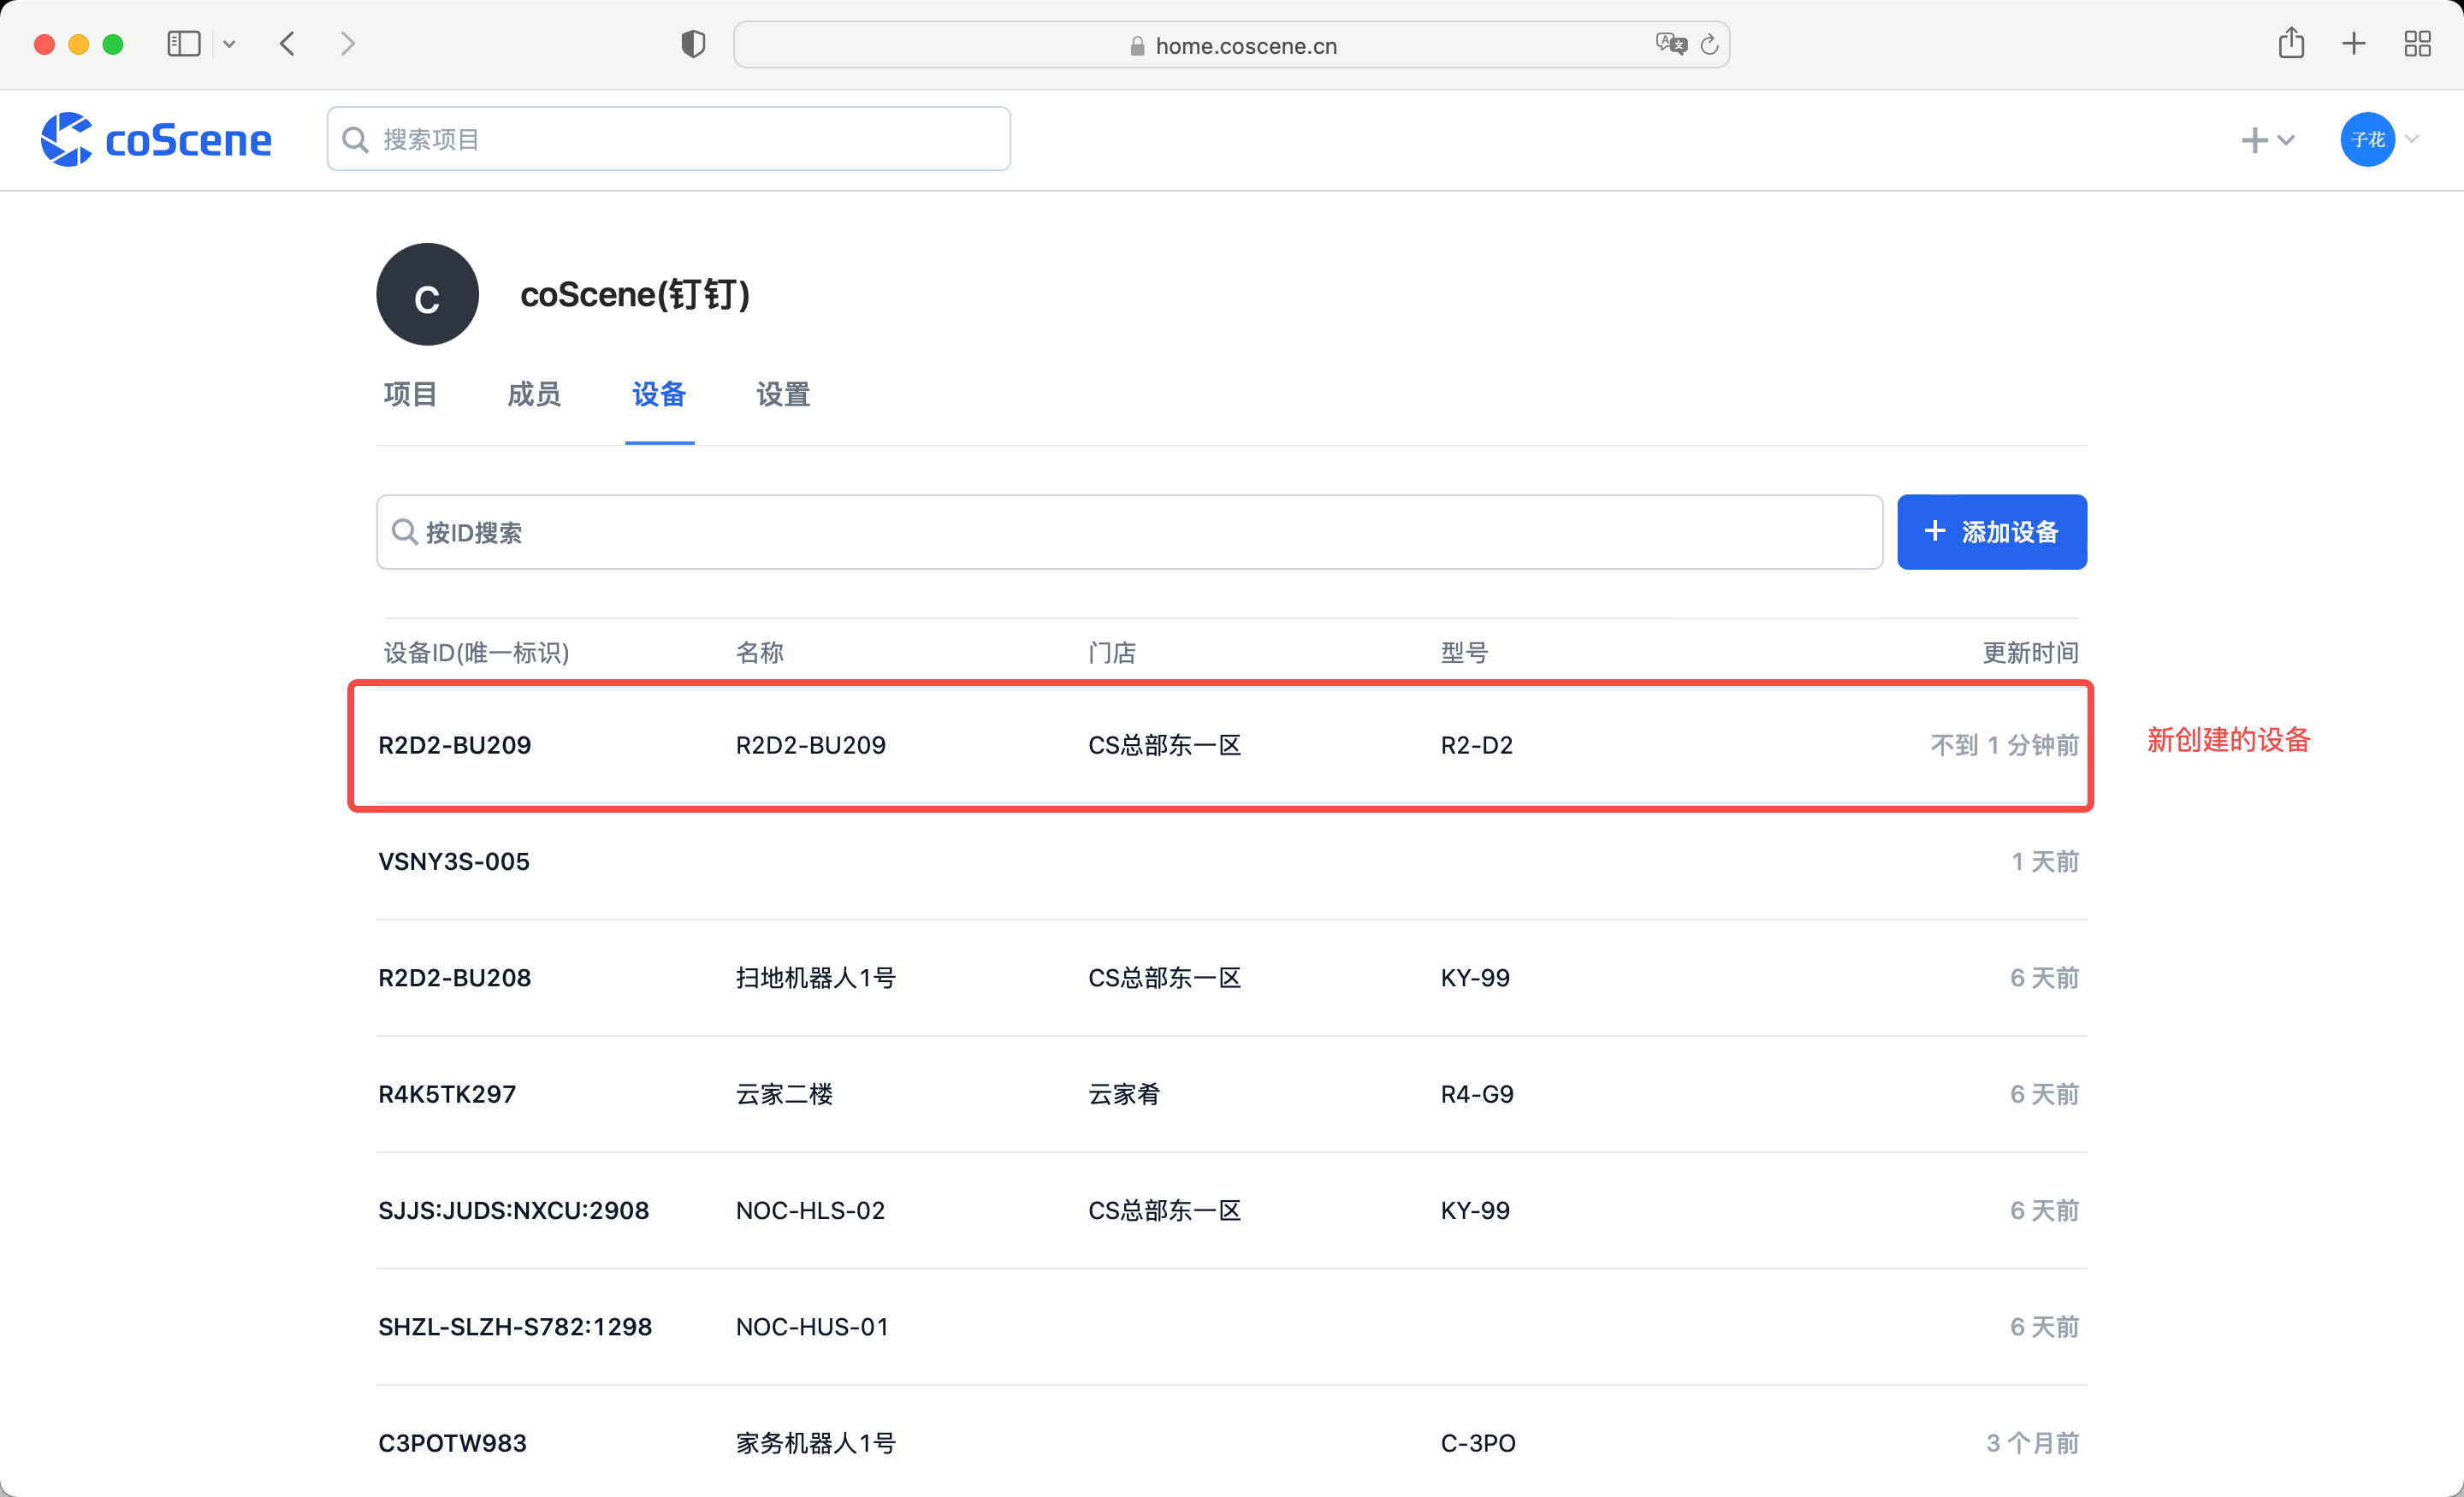 home.coscene.cn
coScene
搜索项目
子花
C
coScene(钉钉)
项目 成员 设备 设置
按ID搜索
添加设备
设备ID(唯一标识) 名称 门店 型号 更新时间
R2D2-BU209 R2D2-BU209 CS总部东一区 R2-D2 不到 1 分钟前
新创建的设备
VSNY3S-005 1 天前
R2D2-BU208 扫地机器人1号 CS总部东一区 KY-99 6 天前
R4K5TK297 云家二楼 云家肴 R4-G9 6 天前
SJJS:JUDS:NXCU:2908 NOC-HLS-02 CS总部东一区 KY-99 6 天前
SHZL-SLZH-S782:1298 NOC-HUS-01 6 天前
C3POTW983 家务机器人1号 C-3PO 3 个月前